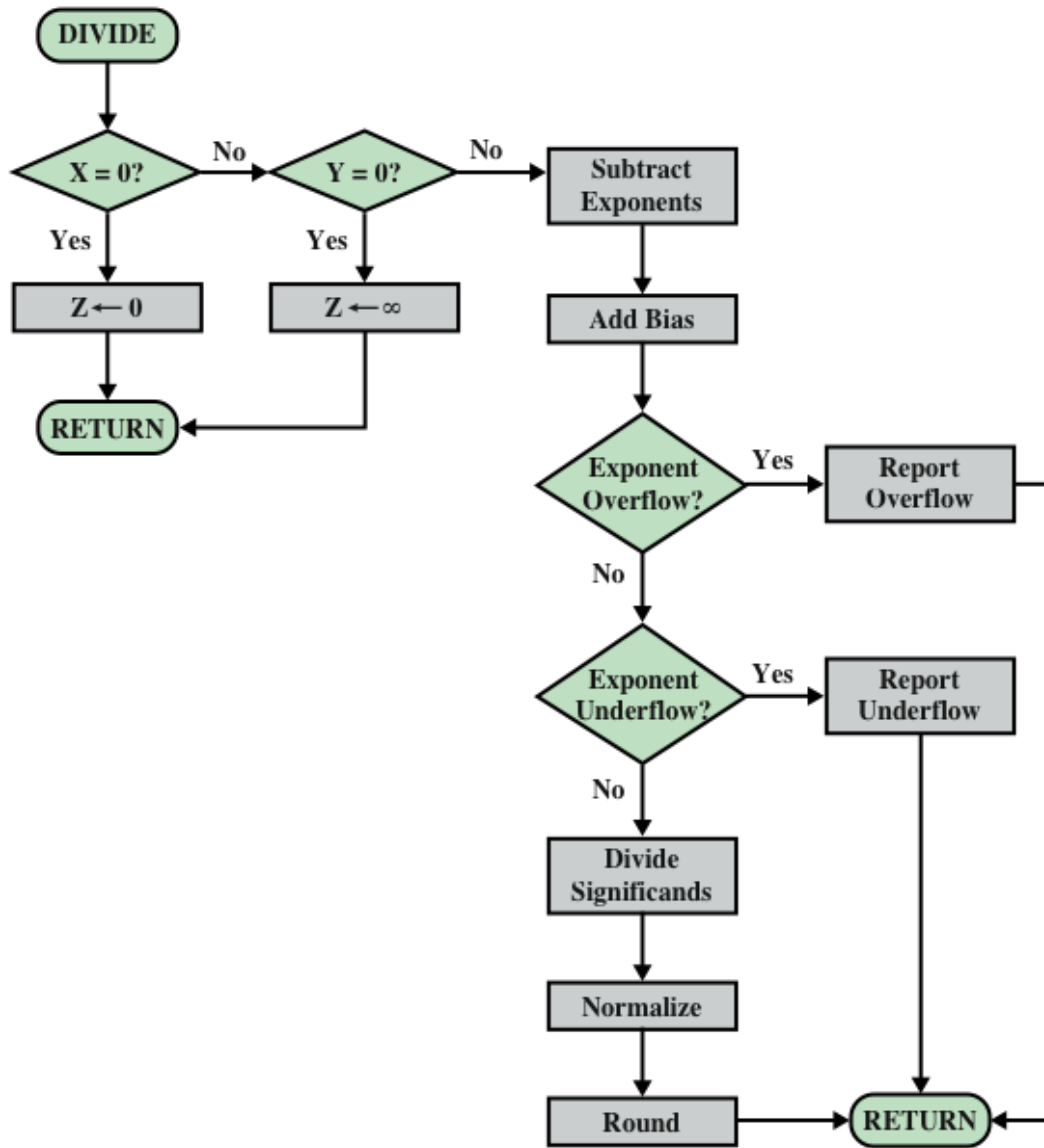 DIVIDE
X = 0?
No
Y = 0?
No
Subtract
Exponents
Yes
Yes
Z ← 0
Z ← ∞
Add Bias
RETURN
Exponent
Overflow?
Yes
Report
Overflow
No
Exponent
Underflow?
Yes
Report
Underflow
No
Divide
Significands
Normalize
Round
RETURN